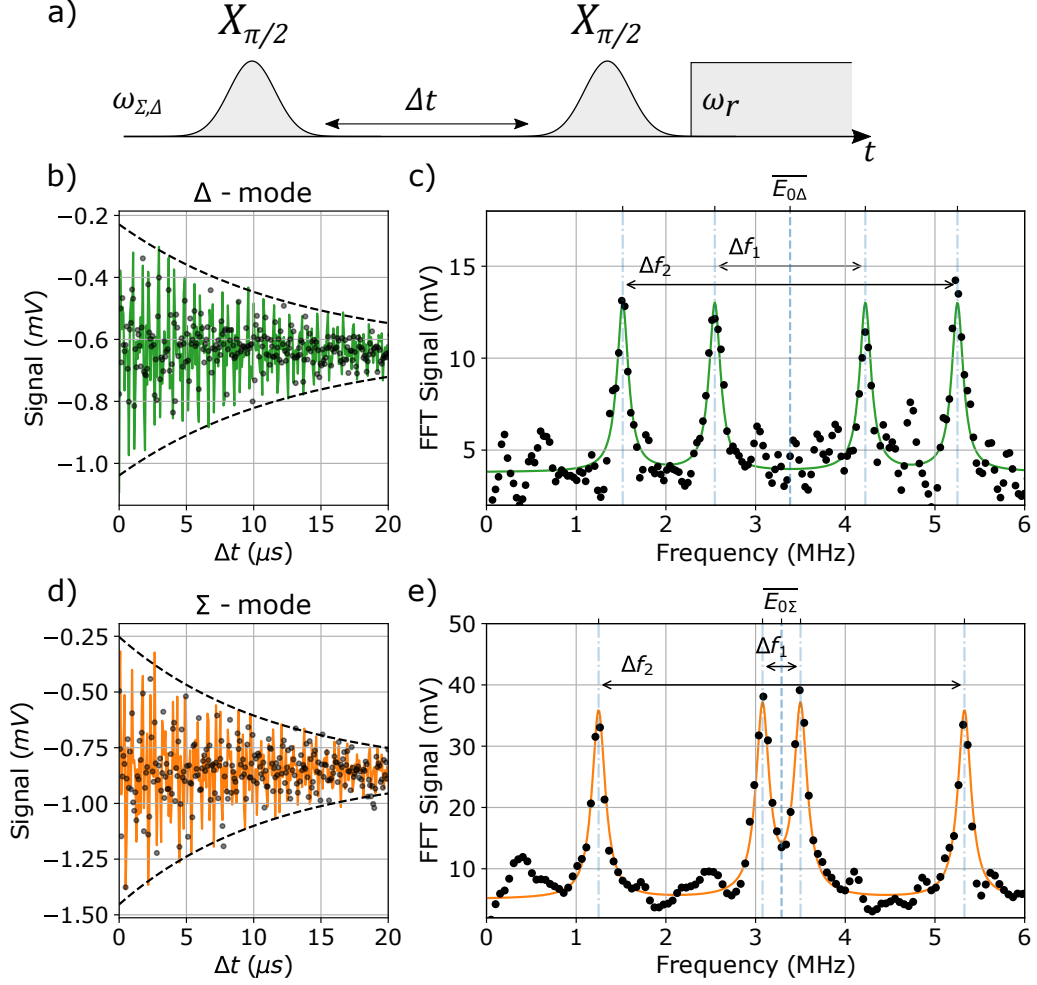 a)
X_{π/2} X_{π/2}
ω_{Σ,Δ} Δt ω_r
t
b) Δ - mode
Signal (mV)
−0.2
−0.4
−0.6
−0.8
−1.0
0 5 10 15 20
Δt (μs)
c) \overline{E_{0Δ}}
FFT Signal (mV)
15
10
5
Δf_1
Δf_2
0 1 2 3 4 5 6
Frequency (MHz)
d) Σ - mode
Signal (mV)
−0.25
−0.50
−0.75
−1.00
−1.25
−1.50
0 5 10 15 20
Δt (μs)
e) \overline{E_{0Σ}}
FFT Signal (mV)
50
40
30
20
10
Δf_1
Δf_2
0 1 2 3 4 5 6
Frequency (MHz)